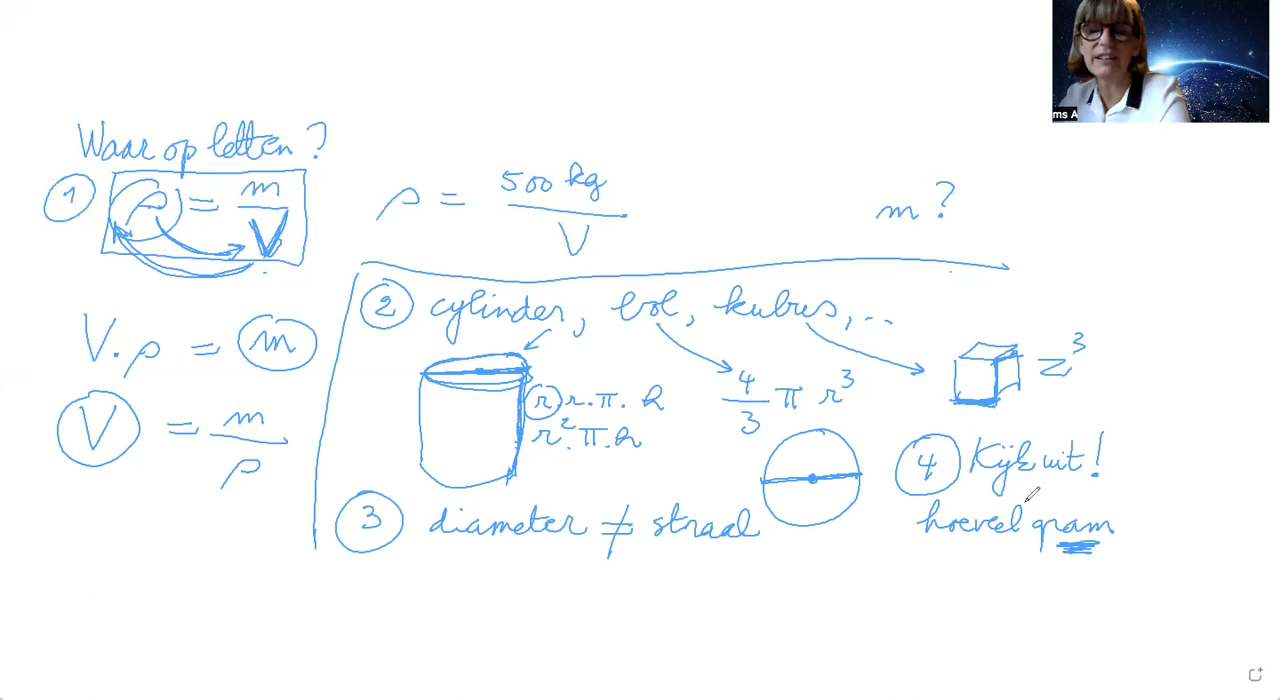 Waar op letten?
1 ρ = m / V
ρ = 500 kg / V
m?
V . ρ = m
V = m / ρ
2 cylinder, bol, kubus, ...
r . r . π . h
r² . π . h
4/3 π r³
z³
3 diameter ≠ straal
4 Kijk uit!
hoeveel gram
ms A